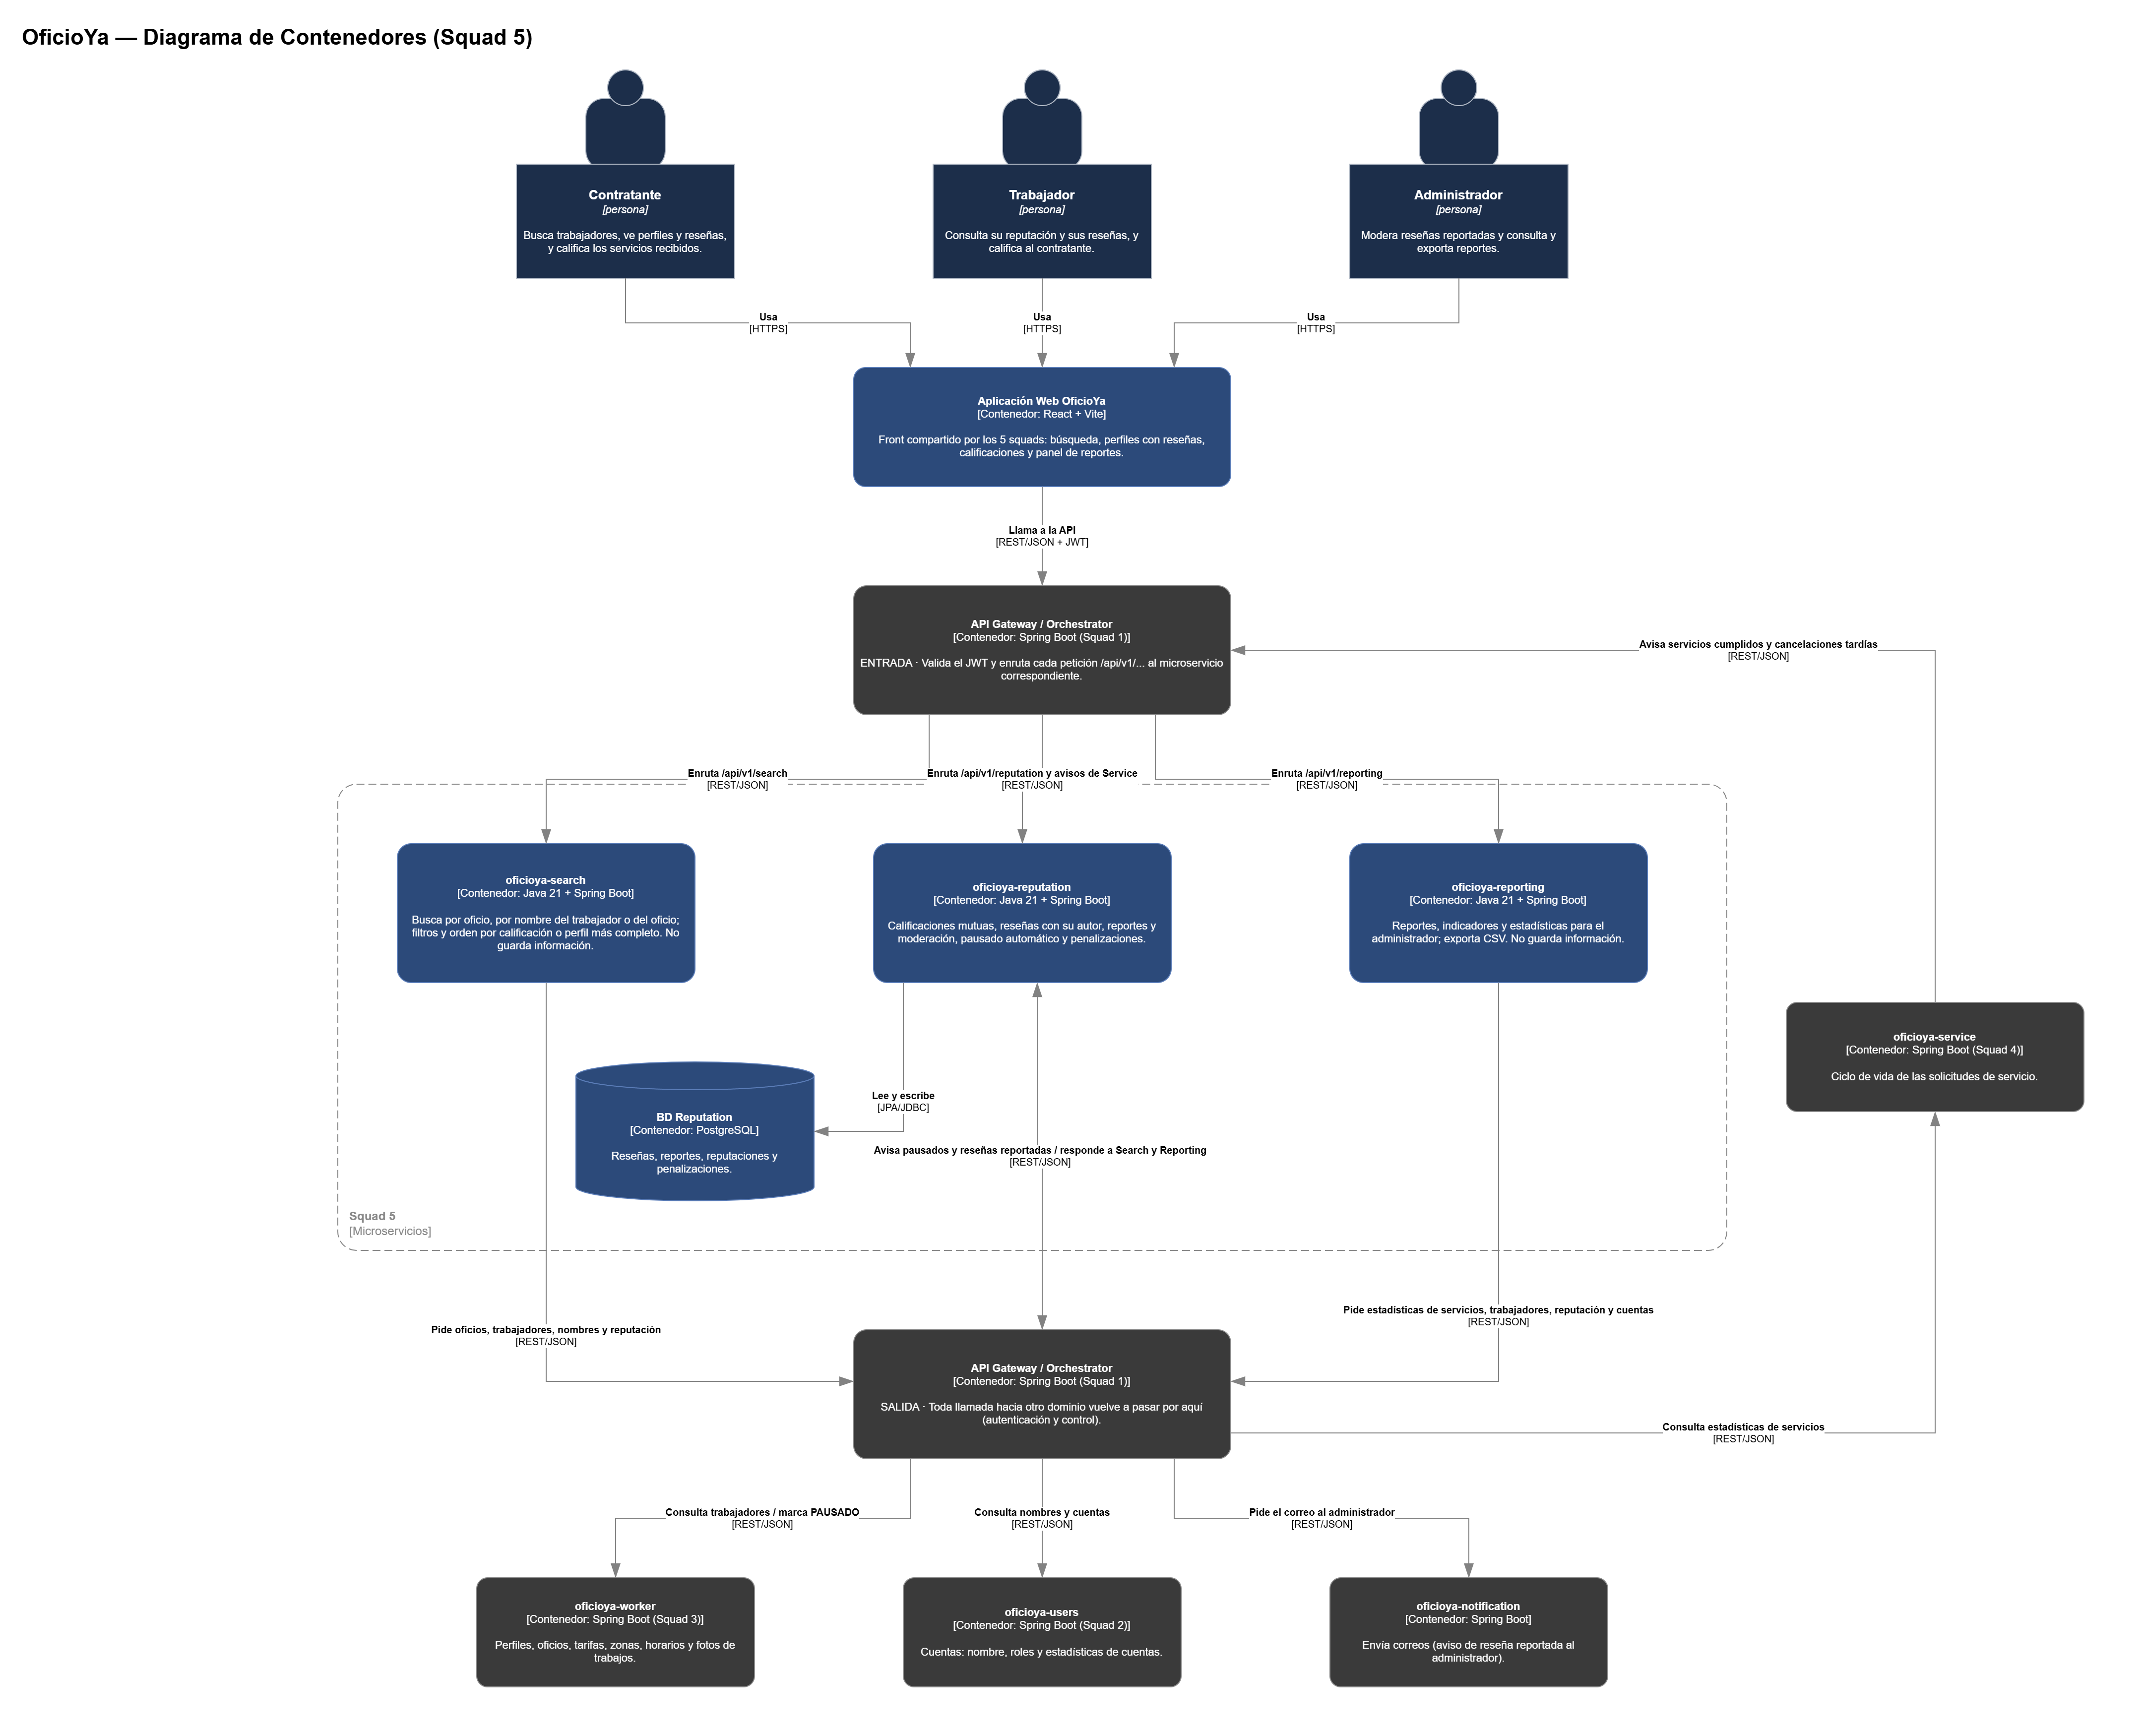 OficioYa — Diagrama de Contenedores (Squad 5)
Contratante
[persona]
Busca trabajadores, ve perfiles y reseñas,
y califica los servicios recibidos.
Trabajador
[persona]
Consulta su reputación y sus reseñas, y
califica al contratante.
Administrador
[persona]
Modera reseñas reportadas y consulta y
exporta reportes.
Usa
[HTTPS]
Usa
[HTTPS]
Usa
[HTTPS]
Aplicación Web OficioYa
[Contenedor: React + Vite]
Front compartido por los 5 squads: búsqueda, perfiles con reseñas,
calificaciones y panel de reportes.
Llama a la API
[REST/JSON + JWT]
API Gateway / Orchestrator
[Contenedor: Spring Boot (Squad 1)]
ENTRADA · Valida el JWT y enruta cada petición /api/v1/... al microservicio
correspondiente.
Avisa servicios cumplidos y cancelaciones tardías
[REST/JSON]
Enruta /api/v1/search
[REST/JSON]
Enruta /api/v1/reputation y avisos de Service
[REST/JSON]
Enruta /api/v1/reporting
[REST/JSON]
oficioya-search
[Contenedor: Java 21 + Spring Boot]
Busca por oficio, por nombre del trabajador o del oficio;
filtros y orden por calificación o perfil más completo. No
guarda información.
oficioya-reputation
[Contenedor: Java 21 + Spring Boot]
Calificaciones mutuas, reseñas con su autor, reportes y
moderación, pausado automático y penalizaciones.
oficioya-reporting
[Contenedor: Java 21 + Spring Boot]
Reportes, indicadores y estadísticas para el
administrador; exporta CSV. No guarda información.
oficioya-service
[Contenedor: Spring Boot (Squad 4)]
Ciclo de vida de las solicitudes de servicio.
Lee y escribe
[JPA/JDBC]
BD Reputation
[Contenedor: PostgreSQL]
Reseñas, reportes, reputaciones y
penalizaciones.
Avisa pausados y reseñas reportadas / responde a Search y Reporting
[REST/JSON]
Squad 5
[Microservicios]
Pide oficios, trabajadores, nombres y reputación
[REST/JSON]
Pide estadísticas de servicios, trabajadores, reputación y cuentas
[REST/JSON]
API Gateway / Orchestrator
[Contenedor: Spring Boot (Squad 1)]
SALIDA · Toda llamada hacia otro dominio vuelve a pasar por aquí
(autenticación y control).
Consulta estadísticas de servicios
[REST/JSON]
Consulta trabajadores / marca PAUSADO
[REST/JSON]
Consulta nombres y cuentas
[REST/JSON]
Pide el correo al administrador
[REST/JSON]
oficioya-worker
[Contenedor: Spring Boot (Squad 3)]
Perfiles, oficios, tarifas, zonas, horarios y fotos de
trabajos.
oficioya-users
[Contenedor: Spring Boot (Squad 2)]
Cuentas: nombre, roles y estadísticas de cuentas.
oficioya-notification
[Contenedor: Spring Boot]
Envía correos (aviso de reseña reportada al
administrador).